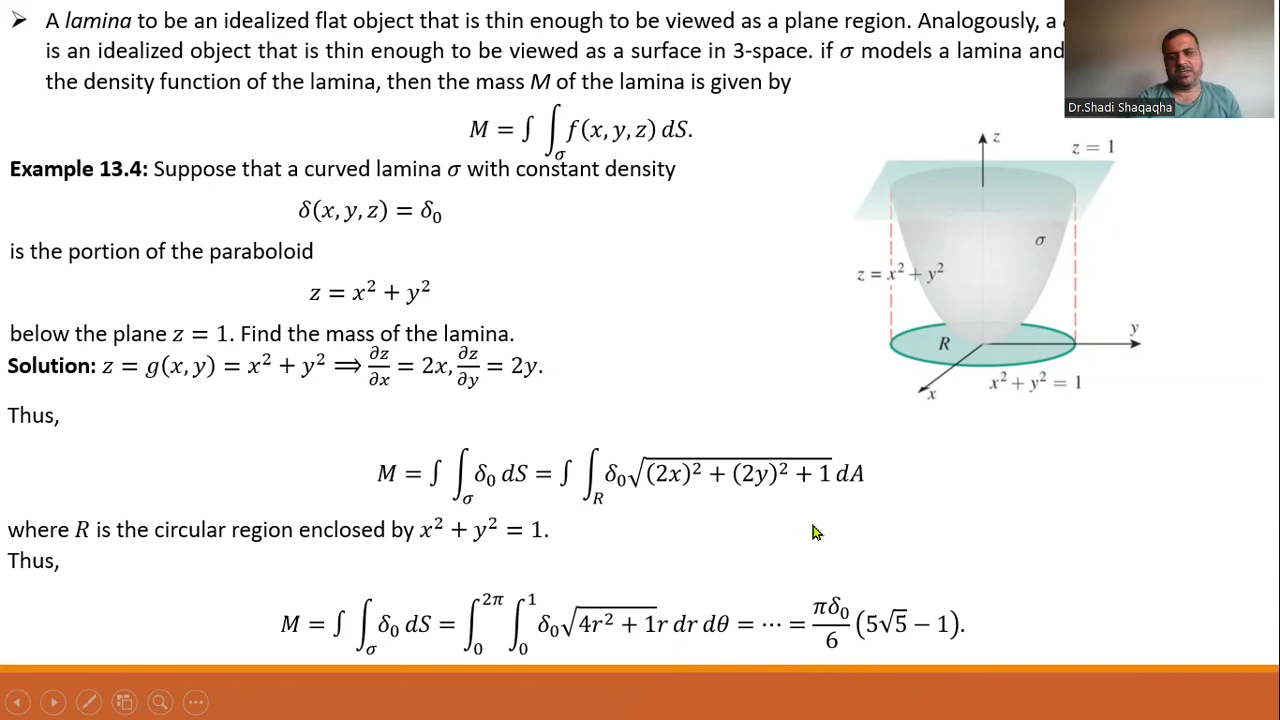 ➢ A lamina to be an idealized flat object that is thin enough to be viewed as a plane region. Analogously, a
is an idealized object that is thin enough to be viewed as a surface in 3-space. if σ models a lamina and
the density function of the lamina, then the mass M of the lamina is given by
M = ∫ ∫_σ f(x, y, z) dS.
Example 13.4: Suppose that a curved lamina σ with constant density
δ(x, y, z) = δ₀
is the portion of the paraboloid
z = x² + y²
below the plane z = 1. Find the mass of the lamina.
Solution: z = g(x, y) = x² + y² ⟹ ∂z/∂x = 2x, ∂z/∂y = 2y.
Thus,
M = ∫ ∫_σ δ₀ dS = ∫ ∫_R δ₀√((2x)² + (2y)² + 1) dA
where R is the circular region enclosed by x² + y² = 1.
Thus,
M = ∫ ∫_σ δ₀ dS = ∫_0^2π ∫_0^1 δ₀√(4r² + 1) r dr dθ = ⋯ = πδ₀/6 (5√5 − 1).
Dr.Shadi Shaqaqha
z
z = 1
σ
z = x² + y²
y
R
x² + y² = 1
x